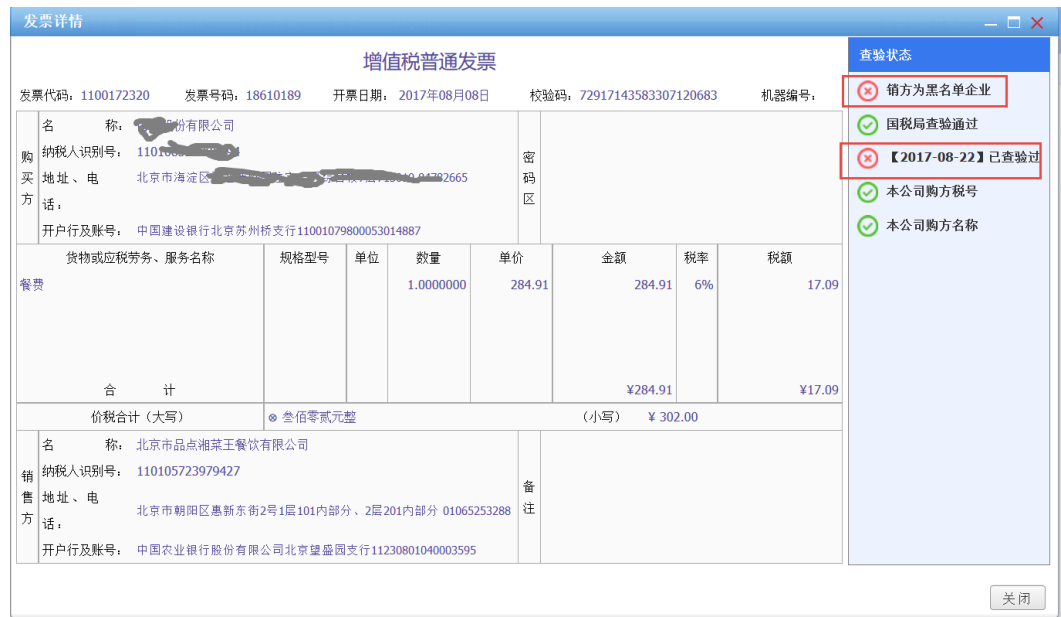 发票详情
增值税普通发票
发票代码：1100172320 发票号码：18610189 开票日期：2017年08月08日 校验码：72917143583307120683 机器编号：
购买方
名 称： 份有限公司
纳税人识别号： 1101
地址、电话： 北京市海淀区 82665
开户行及账号： 中国建设银行北京苏州桥支行11001079800053014887
密码区
货物或应税劳务、服务名称 规格型号 单位 数量 单价 金额 税率 税额
餐费 1.0000000 284.91 284.91 6% 17.09
合 计 ¥284.91 ¥17.09
价税合计（大写） ⊗ 叁佰零贰元整 （小写） ¥ 302.00
销售方
名 称： 北京市品点湘菜王餐饮有限公司
纳税人识别号： 110105723979427
地址、电话： 北京市朝阳区惠新东街2号1层101内部分、2层201内部分 01065253288
开户行及账号： 中国农业银行股份有限公司北京望盛园支行11230801040003595
备注
查验状态
销方为黑名单企业
国税局查验通过
【2017-08-22】已查验过
本公司购方税号
本公司购方名称
关闭